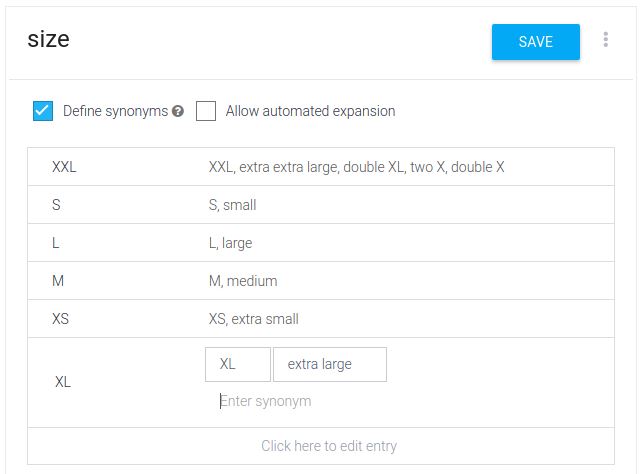 size
SAVE
Define synonyms ?
Allow automated expansion
XXL XXL, extra extra large, double XL, two X, double X
S S, small
L L, large
M M, medium
XS XS, extra small
XL XL extra large
Enter synonym
Click here to edit entry